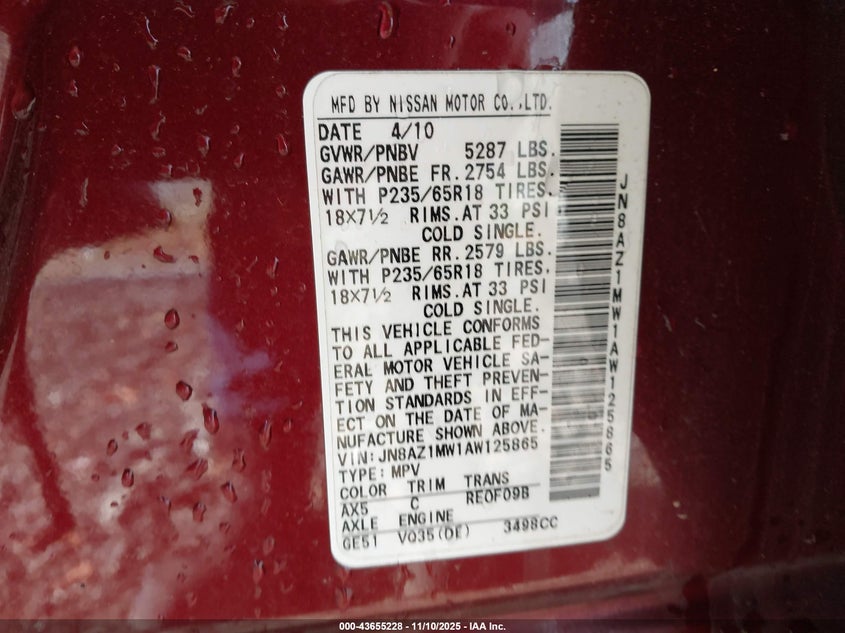 MFD BY NISSAN MOTOR CO.,LTD.
DATE 4/10
GVWR/PNBV 5287 LBS.
GAWR/PNBE FR. 2754 LBS.
WITH P235/65R18 TIRES.
18X7½ RIMS.AT 33 PSI
COLD SINGLE.
GAWR/PNBE RR. 2579 LBS.
WITH P235/65R18 TIRES.
18X7½ RIMS.AT 33 PSI
COLD SINGLE.
THIS VEHICLE CONFORMS
TO ALL APPLICABLE FED-
ERAL MOTOR VEHICLE SA-
FETY AND THEFT PREVEN-
TION STANDARDS IN EFF-
ECT ON THE DATE OF MA-
NUFACTURE SHOWN ABOVE.
VIN:JN8AZ1MW1AW125865
TYPE:MPV
COLOR TRIM TRANS
AX5 C RE0F09B
AXLE ENGINE
GE51 VQ35(DE) 3498CC
JN8AZ1MW1AW125865
000-43655228 - 11/10/2025 - IAA Inc.